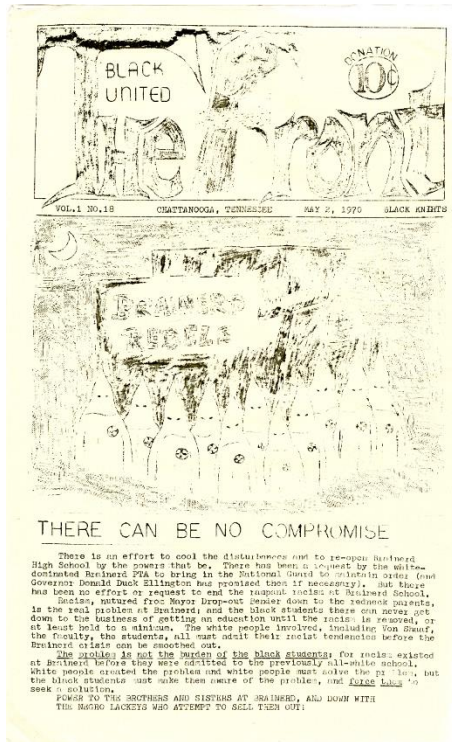 BLACK
UNITED
DONATION
10¢
The Front
VOL.1 NO.18 CHATTANOOGA, TENNESSEE MAY 2, 1970 BLACK KNIGHTS
BRAINERD
REBELS
THERE CAN BE NO COMPROMISE
There is an effort to cool the disturbances and to re-open Brainerd
High School by the powers that be. There has been a request by the white-
dominated Brainerd PTA to bring in the National Guard to maintain order (and
Governor Donald Duck Ellington has promised them if necessary). But there
has been no effort or request to end the rampant racism at Brainerd School.
Racism, nutured from Mayor Drop-out Bender down to the redneck parents,
is the real problem at Brainerd; and the black students there can never get
down to the business of getting an education until the racism is removed, or
at least held to a minimum. The white people involved, including Von Shaaf,
the faculty, the students, all must admit their racist tendencies before the
Brainerd crisis can be smoothed out.
The problem is not the burden of the black students; for racism existed
at Brainerd before they were admitted to the previously all-white school.
White people created the problem and white people must solve the problem, but
the black students must make them aware of the problem, and force them to
seek a solution.
POWER TO THE BROTHERS AND SISTERS AT BRAINERD, AND DOWN WITH
THE NEGRO LACKEYS WHO ATTEMPT TO SELL THEM OUT!